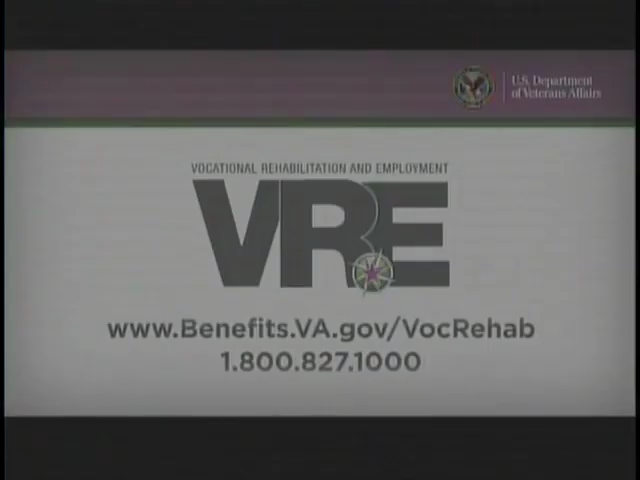 U.S. Department
of Veterans Affairs
VOCATIONAL REHABILITATION AND EMPLOYMENT
VRE
www.Benefits.VA.gov/VocRehab
1.800.827.1000